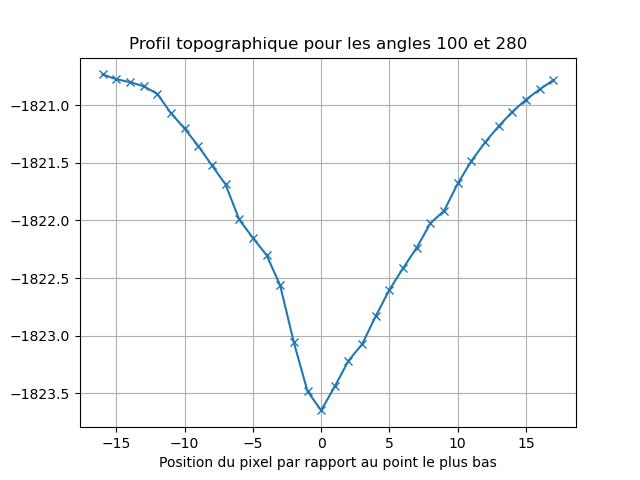 Profil topographique pour les angles 100 et 280
−1821.0
−1821.5
−1822.0
−1822.5
−1823.0
−1823.5
−15 −10 −5 0 5 10 15
Position du pixel par rapport au point le plus bas